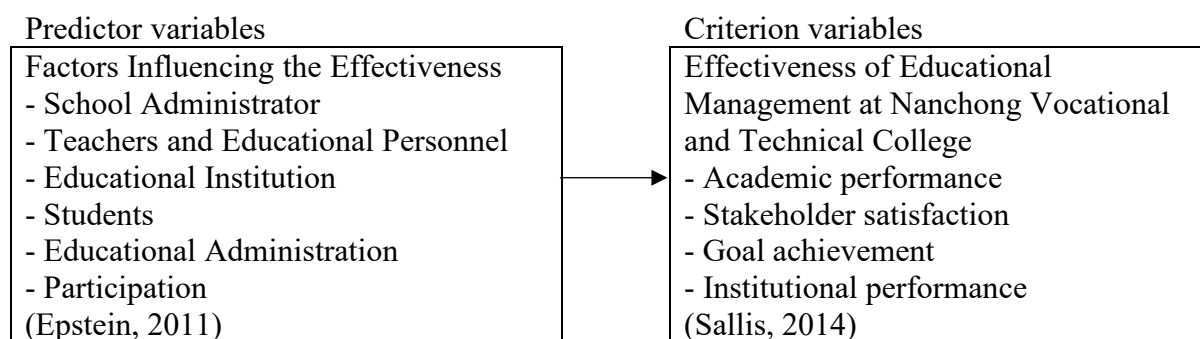 Predictor variables
Factors Influencing the Effectiveness
- School Administrator
- Teachers and Educational Personnel
- Educational Institution
- Students
- Educational Administration
- Participation
(Epstein, 2011)
Criterion variables
Effectiveness of Educational
Management at Nanchong Vocational
and Technical College
- Academic performance
- Stakeholder satisfaction
- Goal achievement
- Institutional performance
(Sallis, 2014)